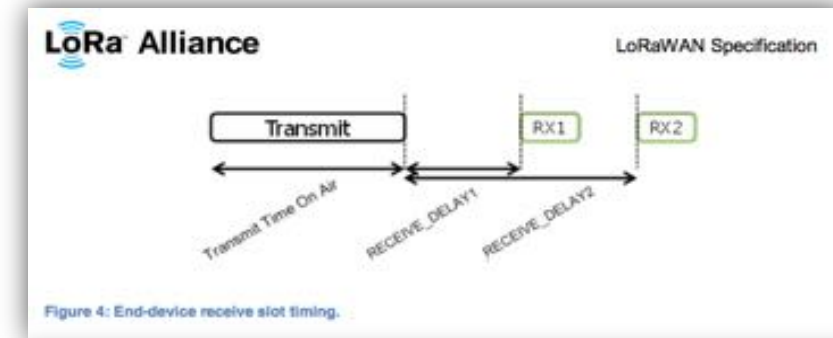 LoRa Alliance
LoRaWAN Specification
Transmit
RX1
RX2
Transmit Time On Air
RECEIVE_DELAY1
RECEIVE_DELAY2
Figure 4: End-device receive slot timing.